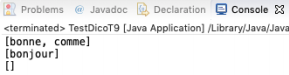 Problems @ Javadoc Declaration Console
<terminated> TestDicoT9 [Java Application] /Library/Java/Java
[bonne, comme]
[bonjour]
[]